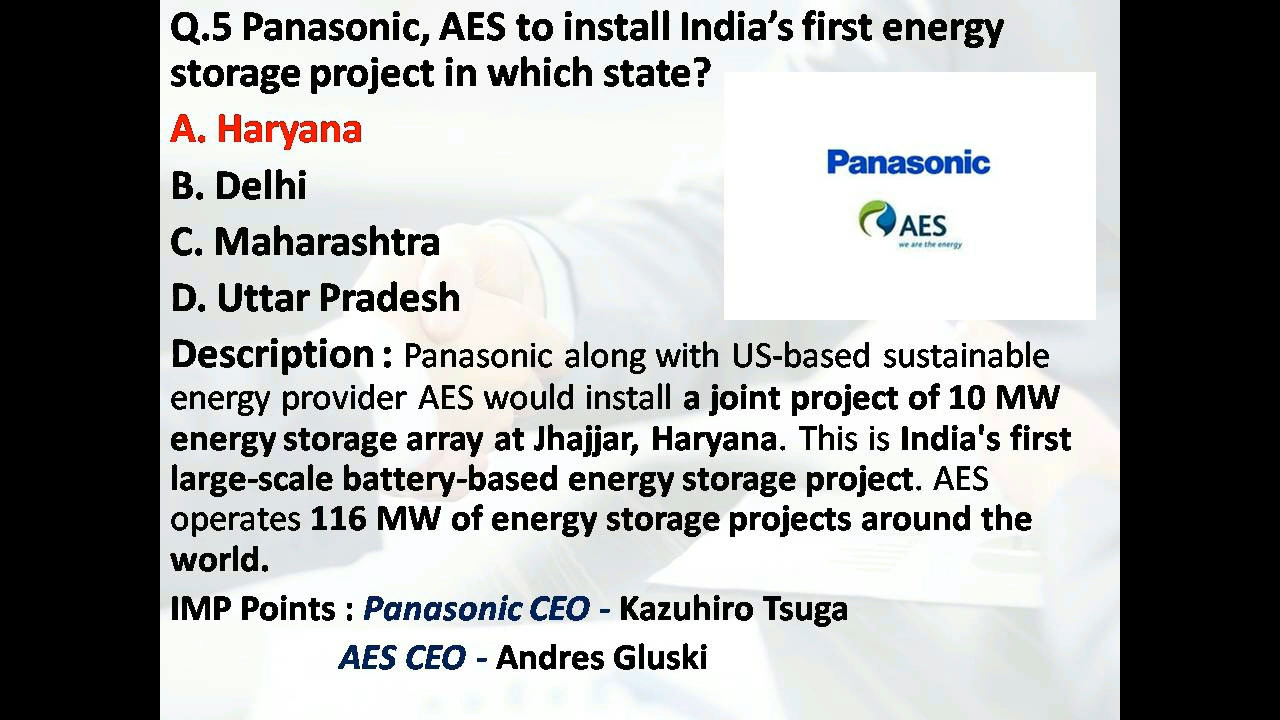 Q.5 Panasonic, AES to install India’s first energy
storage project in which state?
A. Haryana
B. Delhi
C. Maharashtra
D. Uttar Pradesh
Panasonic
AES
we are the energy
Description : Panasonic along with US-based sustainable
energy provider AES would install a joint project of 10 MW
energy storage array at Jhajjar, Haryana. This is India's first
large-scale battery-based energy storage project. AES
operates 116 MW of energy storage projects around the
world.
IMP Points : Panasonic CEO - Kazuhiro Tsuga
AES CEO - Andres Gluski